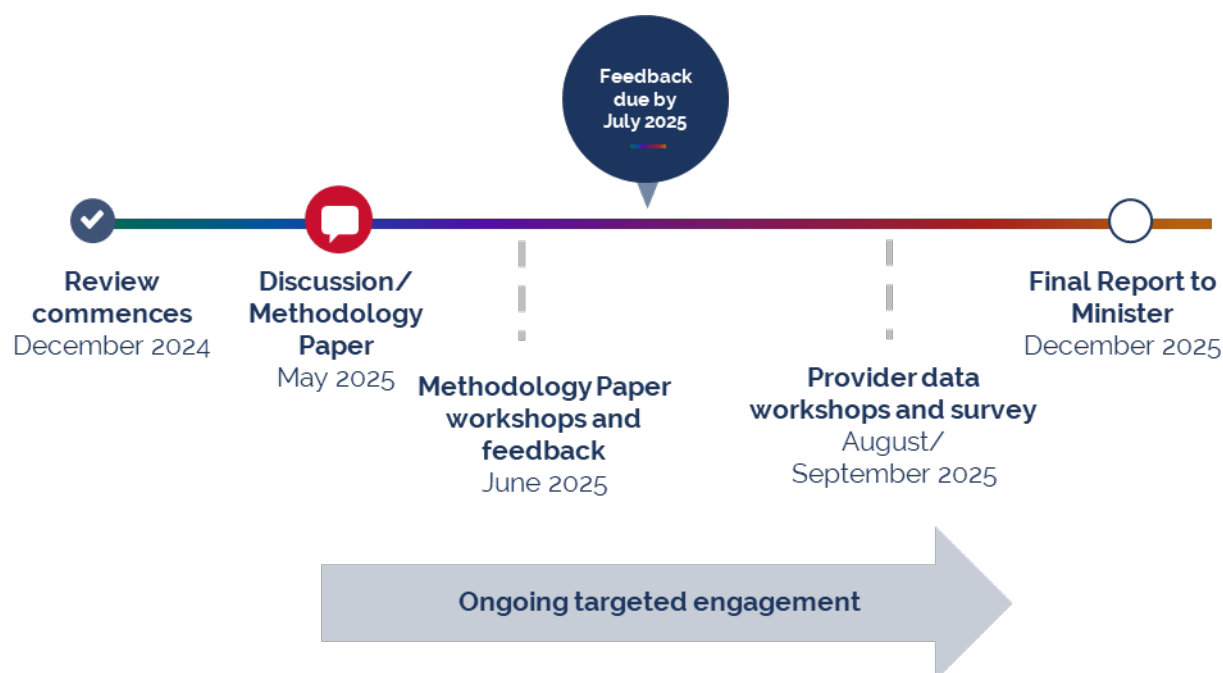 Feedback
due by
July 2025
Review
commences
December 2024
Discussion/
Methodology
Paper
May 2025
Methodology Paper
workshops and
feedback
June 2025
Provider data
workshops and survey
August/
September 2025
Final Report to
Minister
December 2025
Ongoing targeted engagement